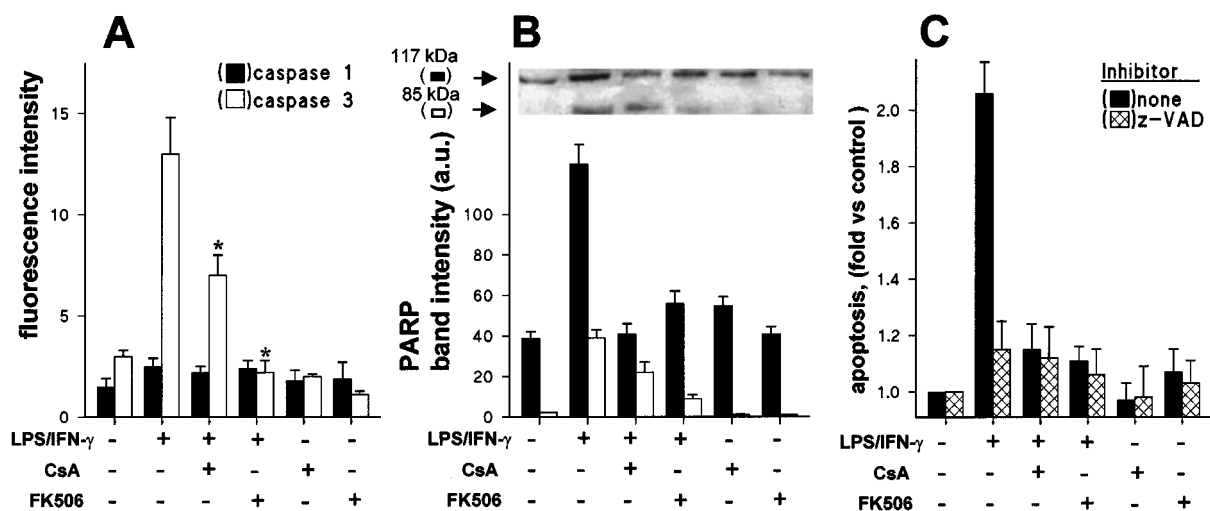 A
fluorescence intensity
(■)caspase 1
(□)caspase 3
15
10
5
0
*
*
LPS/IFN-γ - + + + - -
CsA - - + - + -
FK506 - - - + - +
B
117 kDa
(■)
85 kDa
(□)
PARP
band intensity (a.u.)
100
80
60
40
20
0
LPS/IFN-γ - + + + - -
CsA - - + - + -
FK506 - - - + - +
C
apoptosis, (fold vs control)
Inhibitor
(■)none
(▨)z-VAD
2.0
1.8
1.6
1.4
1.2
1.0
LPS/IFN-γ - + + + - -
CsA - - + - + -
FK506 - - - + - +